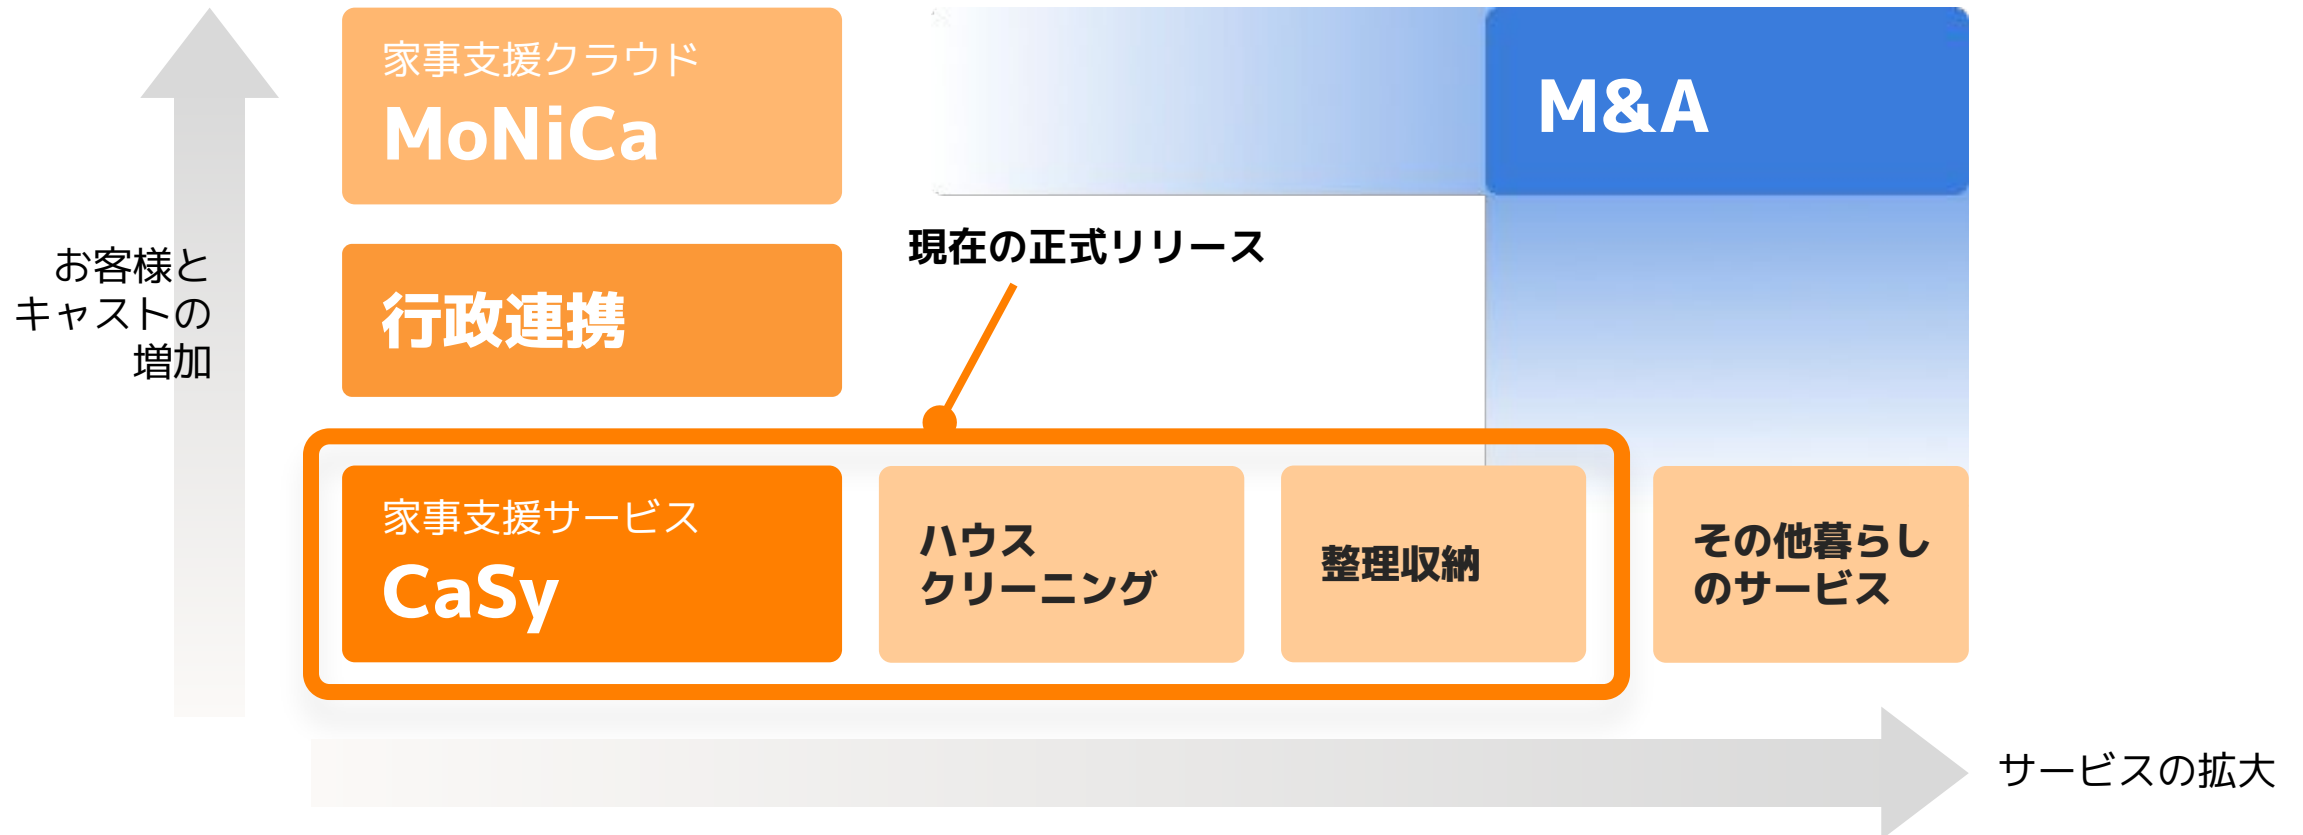 家事支援クラウド
MoNiCa
M&A
お客様と
キャストの
増加
行政連携
現在の正式リリース
家事支援サービス
CaSy
ハウス
クリーニング
整理収納
その他暮らし
のサービス
サービスの拡大